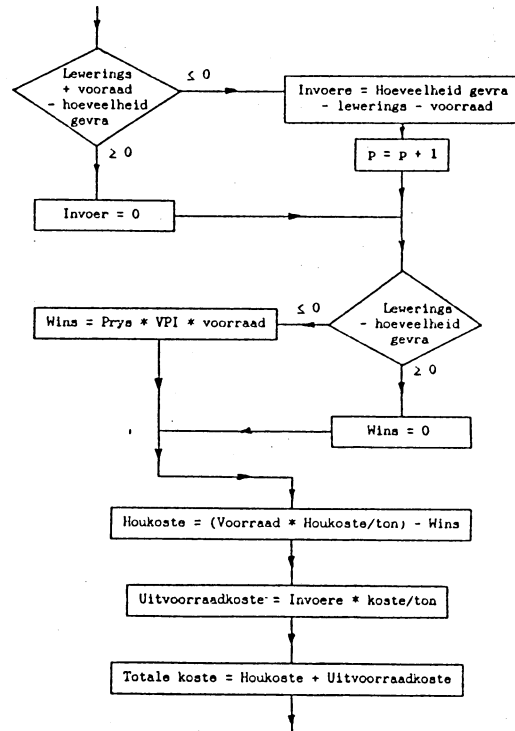 Lewerings
+ vooraad
- hoeveelheid
gevra
≤ 0
Invoere = Hoeveelheid gevra
- lewerings - voorraad
p = p + 1
≥ 0
Invoer = 0
Lewerings
- hoeveelheid
gevra
≤ 0
Wins = Prys * VPI * voorraad
≥ 0
Wins = 0
Houkoste = (Voorraad * Houkoste/ton) - Wins
Uitvoorraadkoste = Invoere * koste/ton
Totale koste = Houkoste + Uitvoorraadkoste